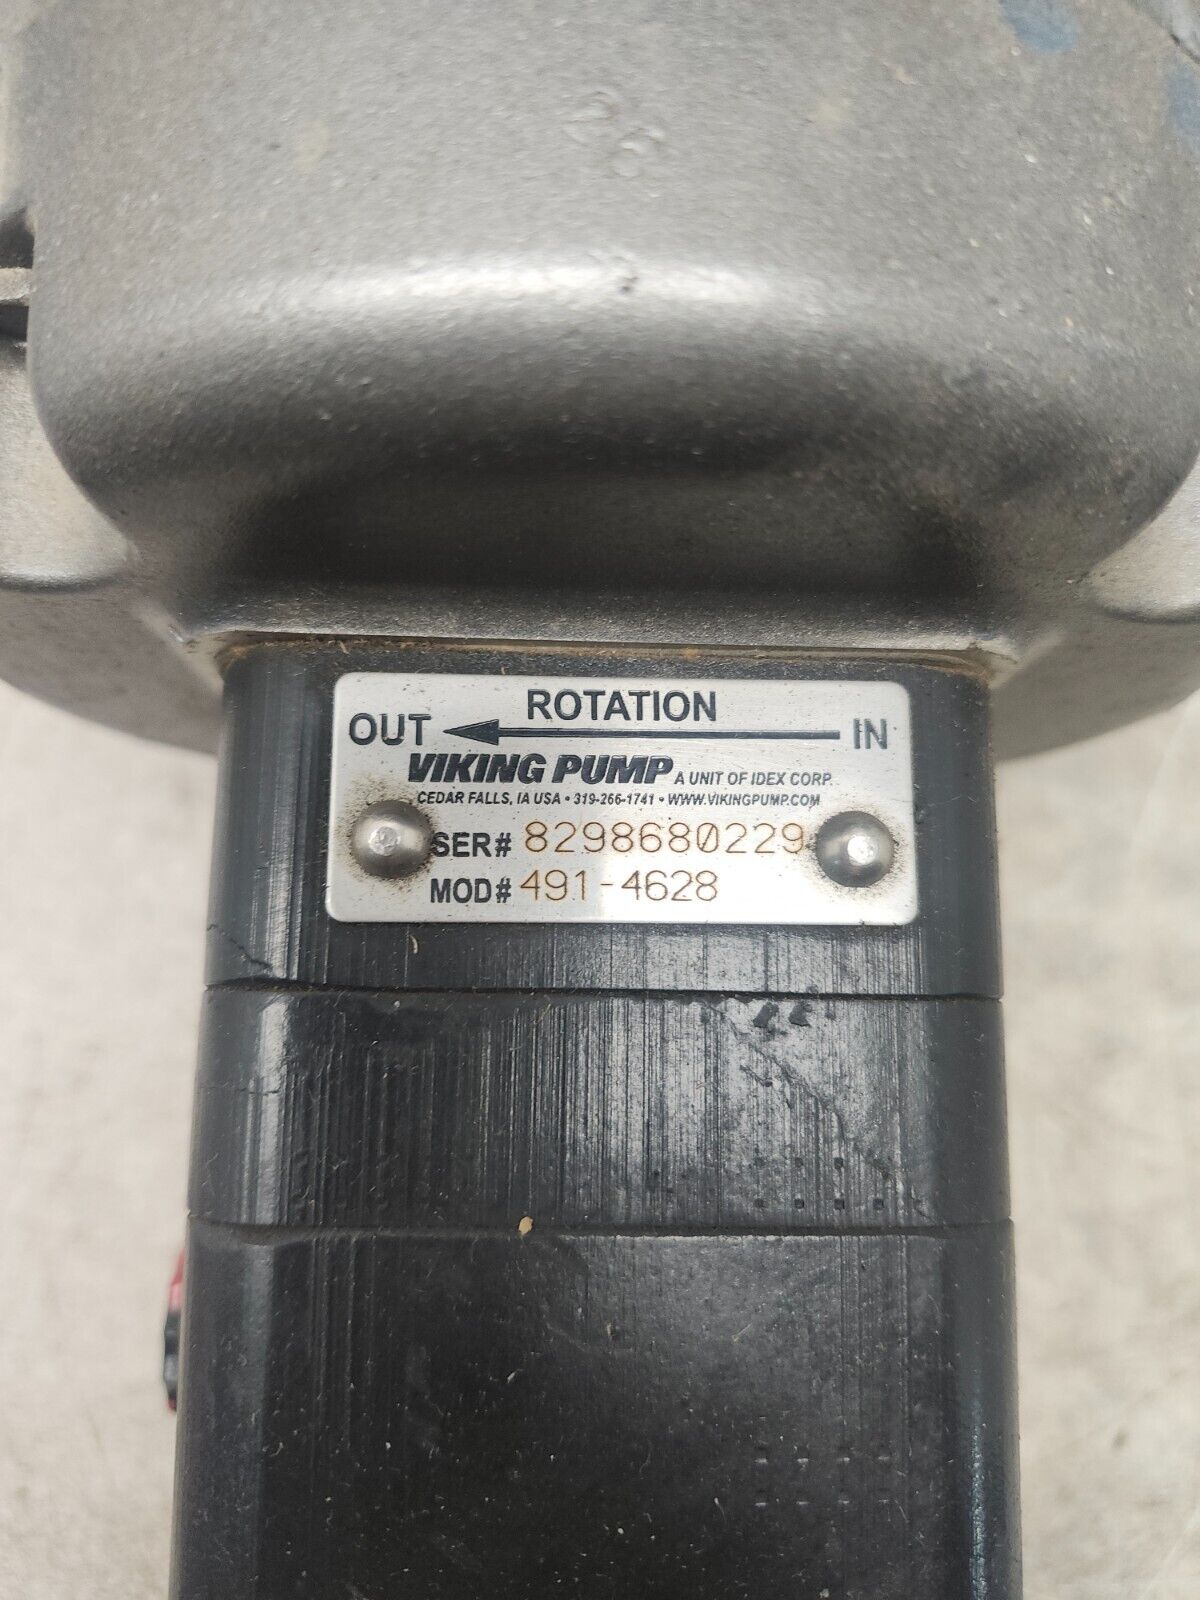 ROTATION
OUT IN
VIKING PUMP A UNIT OF IDEX CORP.
CEDAR FALLS, IA USA • 319-266-1741 • WWW.VIKINGPUMP.COM
SER# 8298680229
MOD# 491-4628